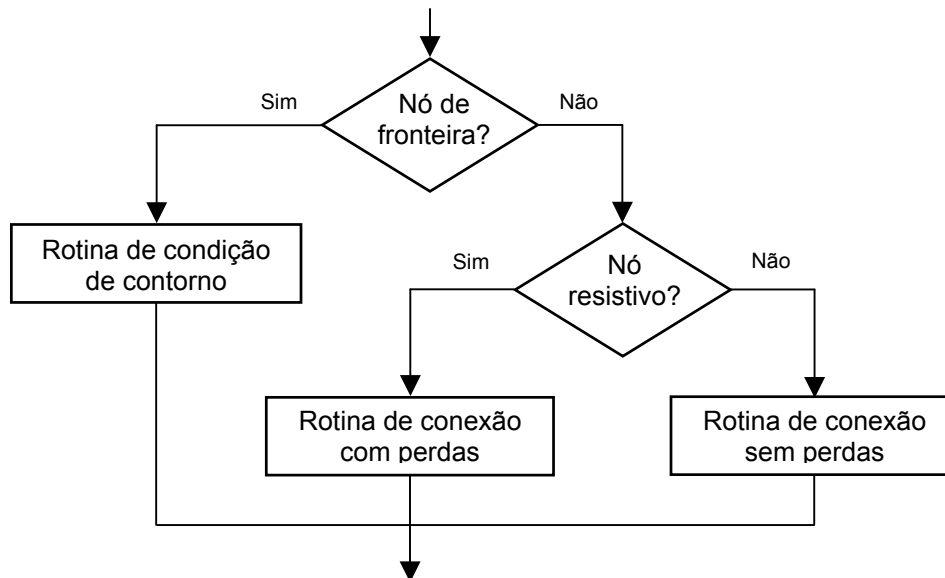 Sim
Nó de
fronteira?
Não
Rotina de condição
de contorno
Sim
Nó
resistivo?
Não
Rotina de conexão
com perdas
Rotina de conexão
sem perdas